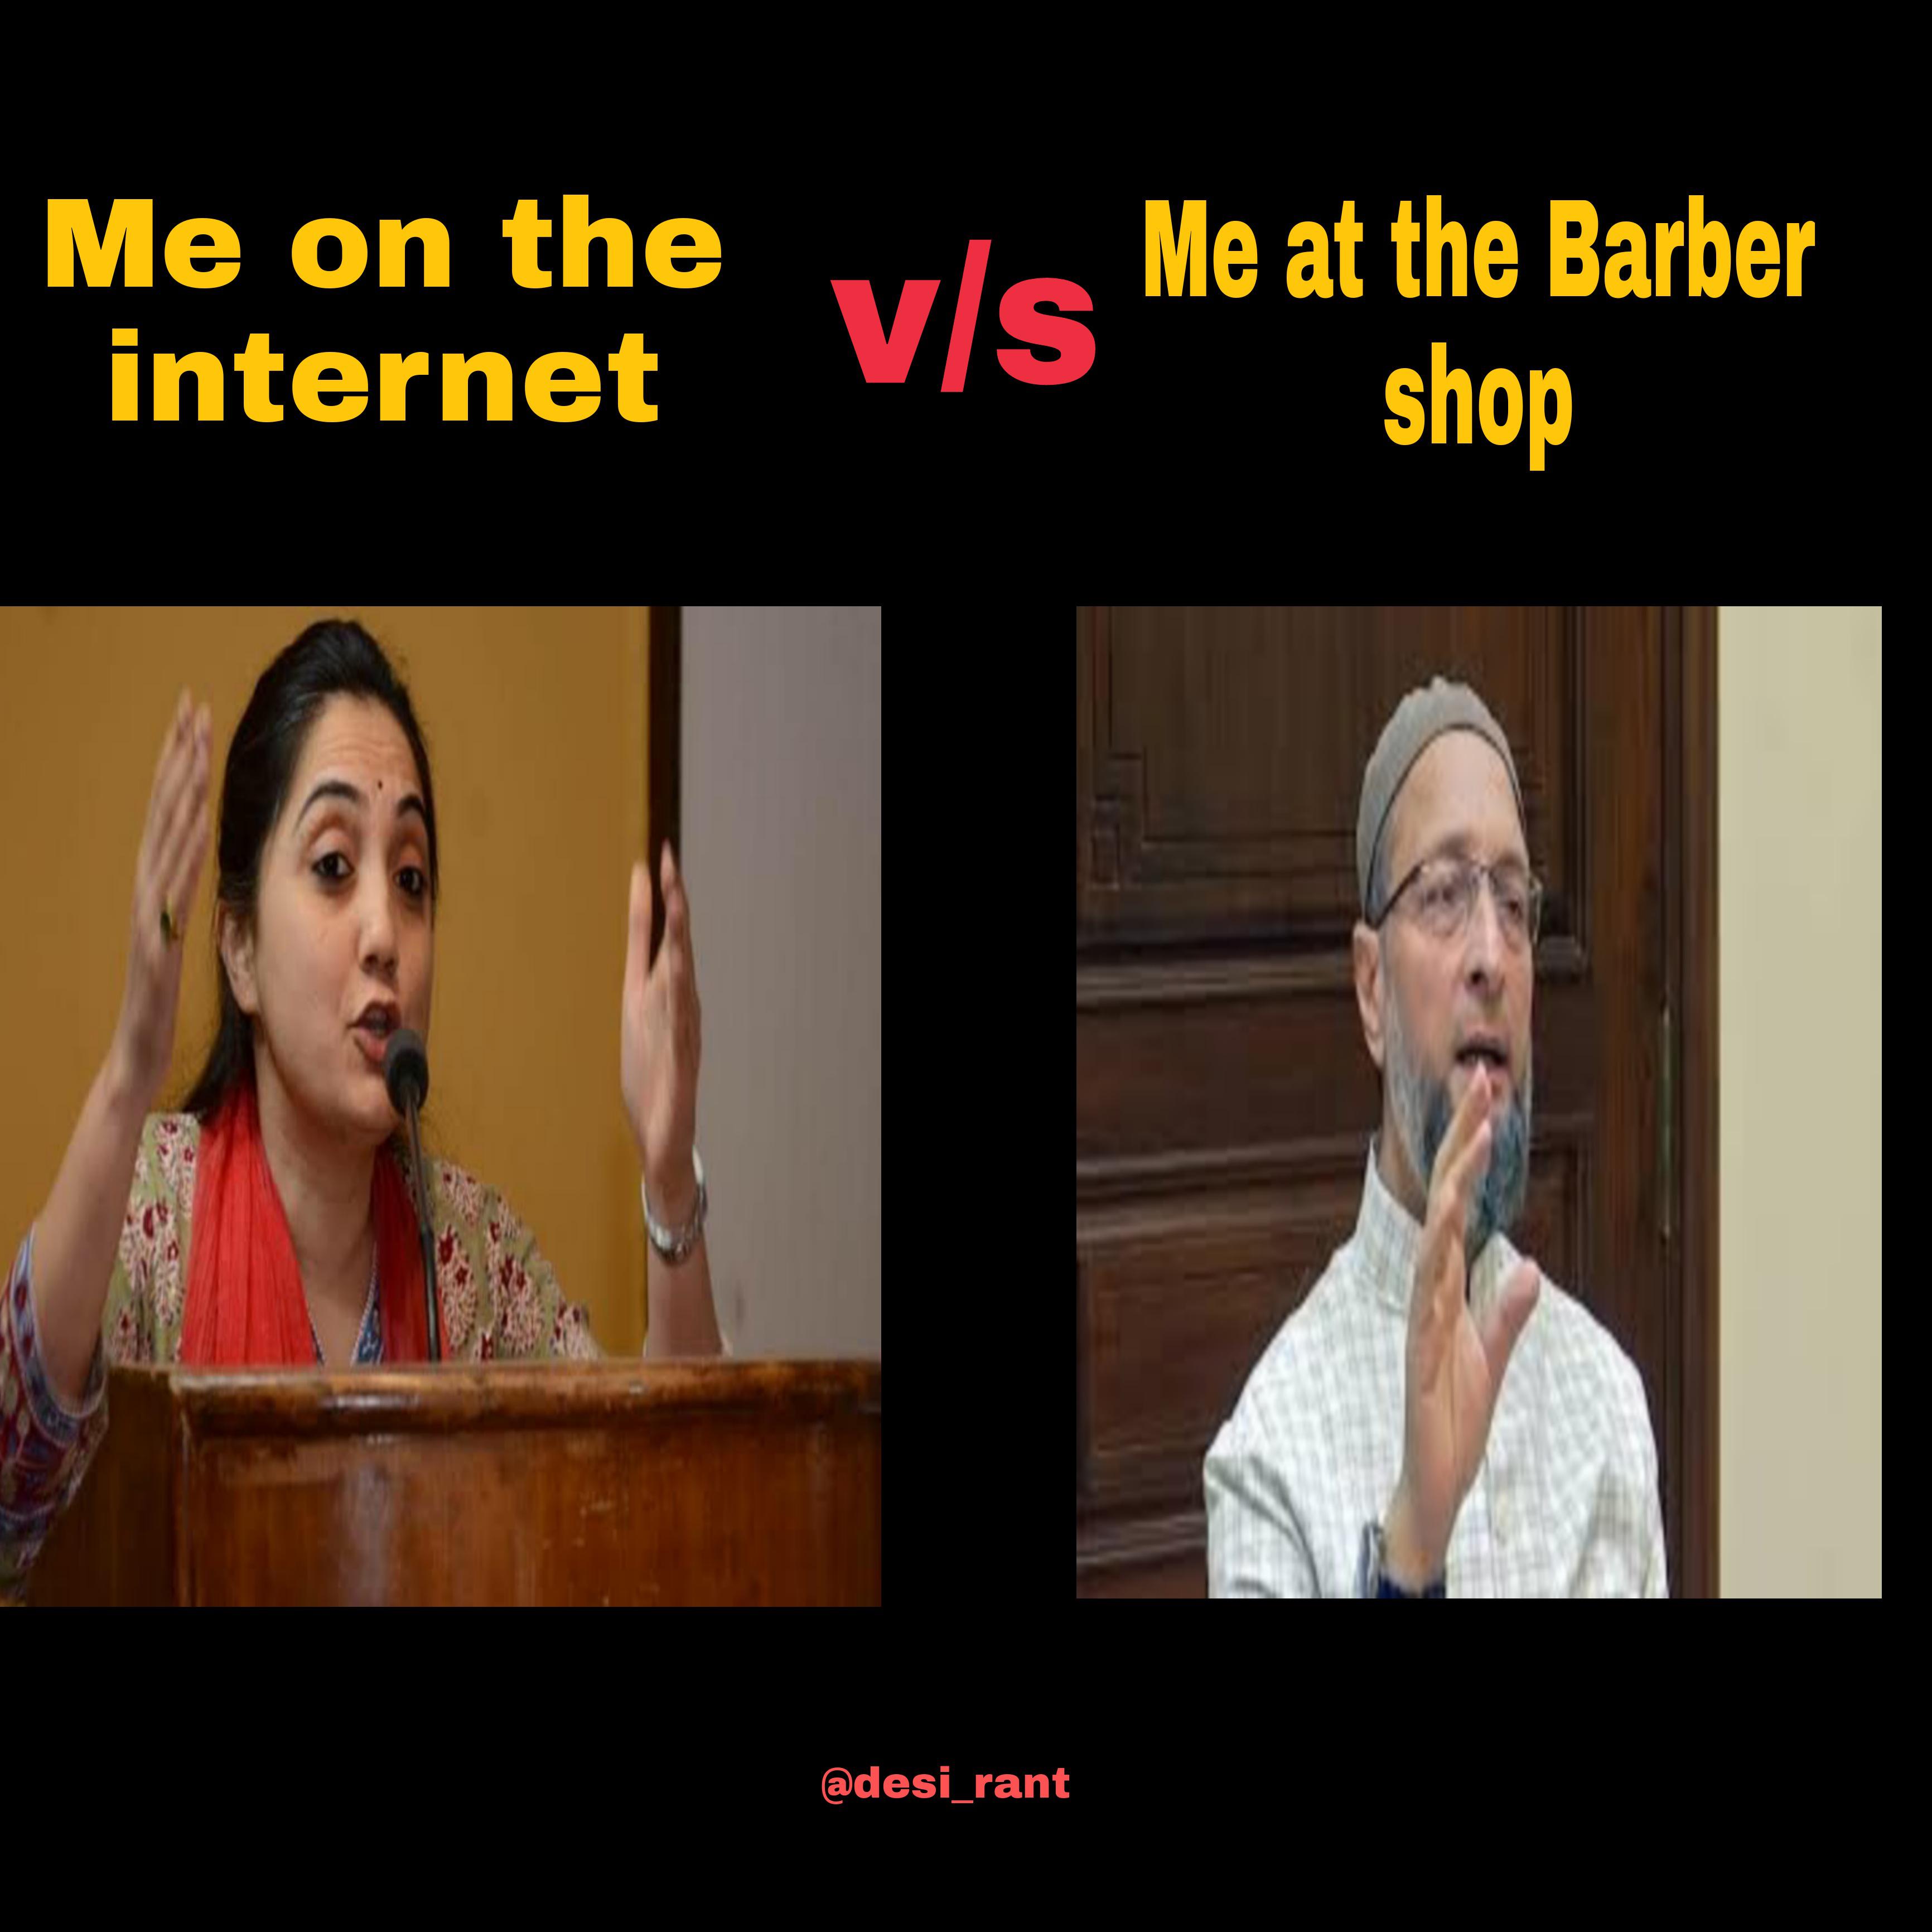 Me on the
internet
v/s
Me at the Barber
shop
@desi_rant